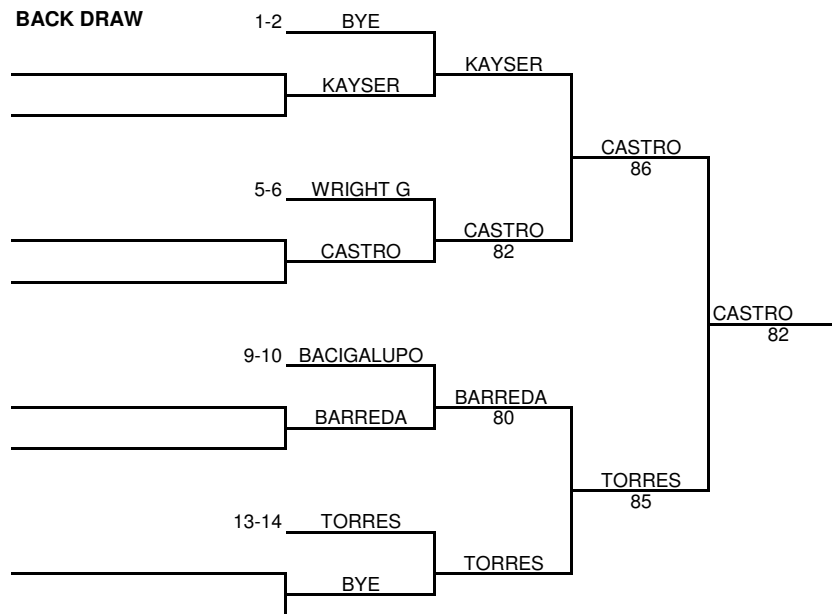 BACK DRAW
1-2 BYE
KAYSER
KAYSER
CASTRO
86
5-6 WRIGHT G
CASTRO
82
CASTRO
CASTRO
82
9-10 BACIGALUPO
BARREDA
80
BARREDA
TORRES
85
13-14 TORRES
TORRES
BYE